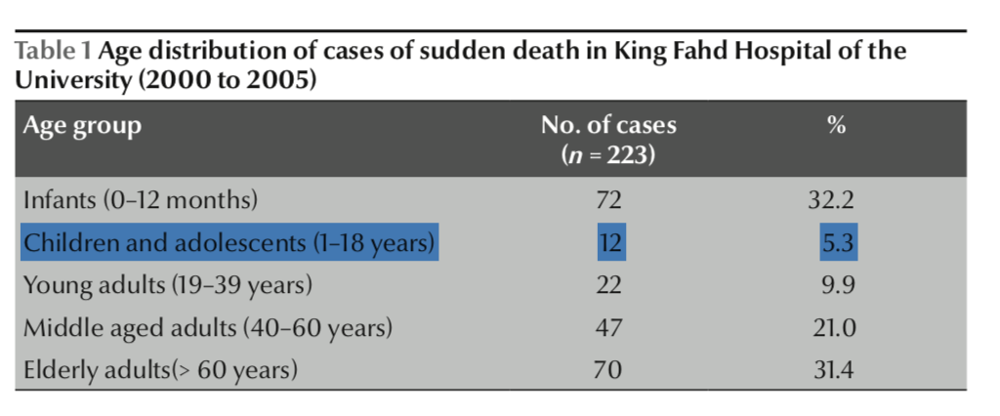 Table 1 Age distribution of cases of sudden death in King Fahd Hospital of the
University (2000 to 2005)
Age group No. of cases %
(n = 223)
Infants (0–12 months) 72 32.2
Children and adolescents (1–18 years) 12 5.3
Young adults (19–39 years) 22 9.9
Middle aged adults (40–60 years) 47 21.0
Elderly adults(> 60 years) 70 31.4